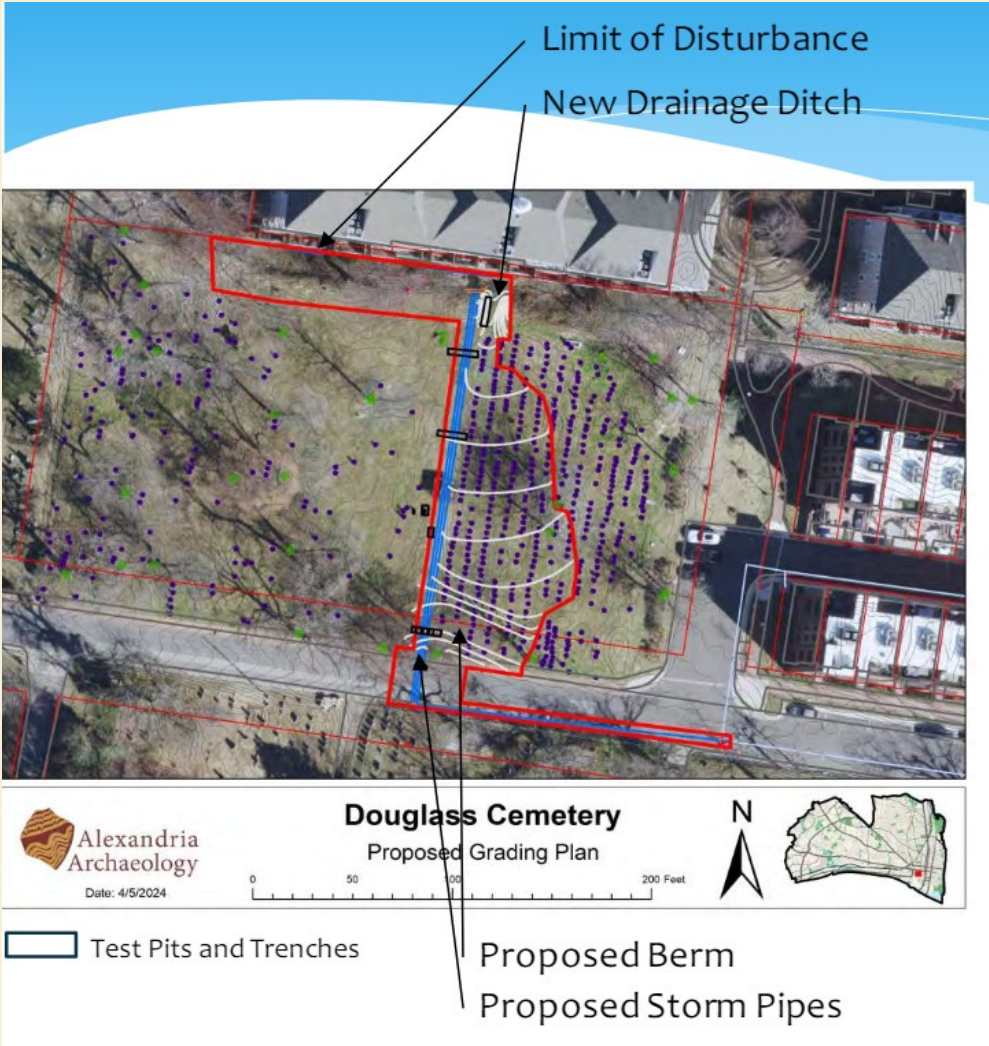 Limit of Disturbance
New Drainage Ditch
Alexandria
Archaeology
Date: 4/5/2024
Douglass Cemetery
Proposed Grading Plan
0 50 100 200 Feet
N
Test Pits and Trenches
Proposed Berm
Proposed Storm Pipes